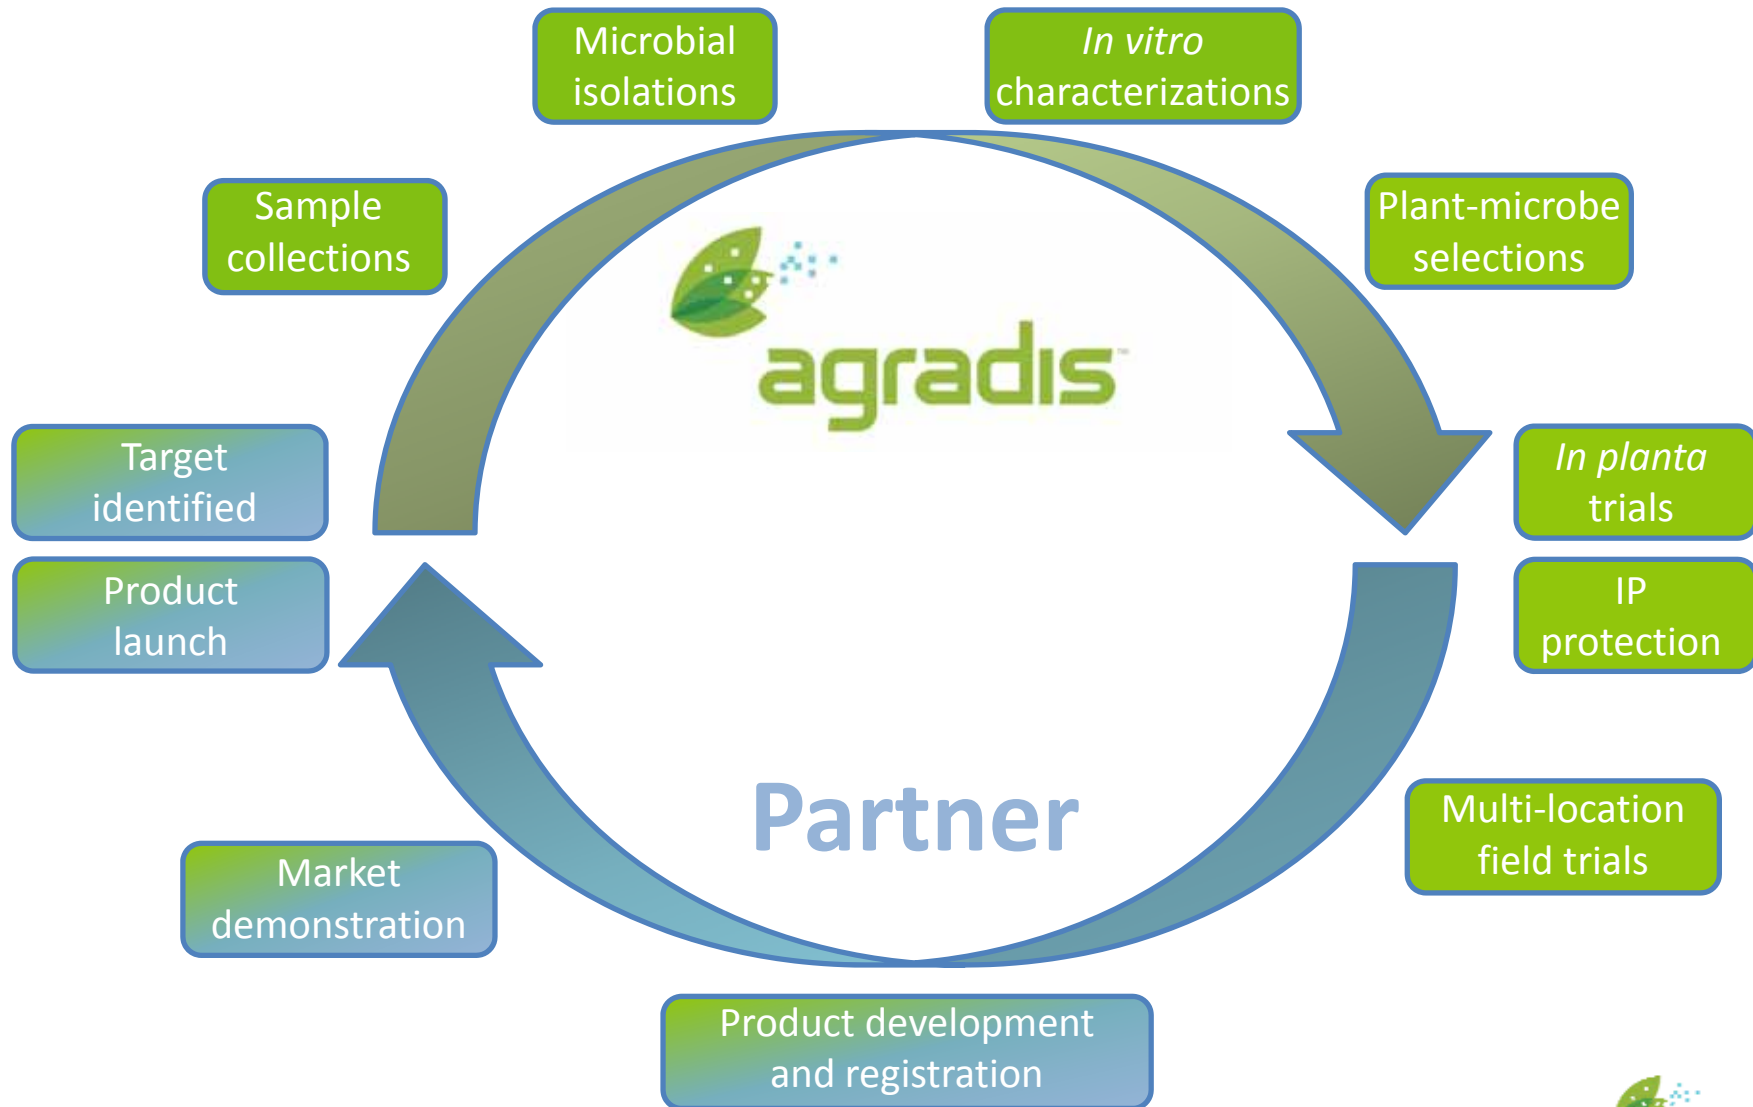 Microbial
isolations
In vitro
characterizations
Sample
collections
Plant-microbe
selections
agradis™
Target
identified
In planta
trials
Product
launch
IP
protection
Partner
Multi-location
field trials
Market
demonstration
Product development
and registration